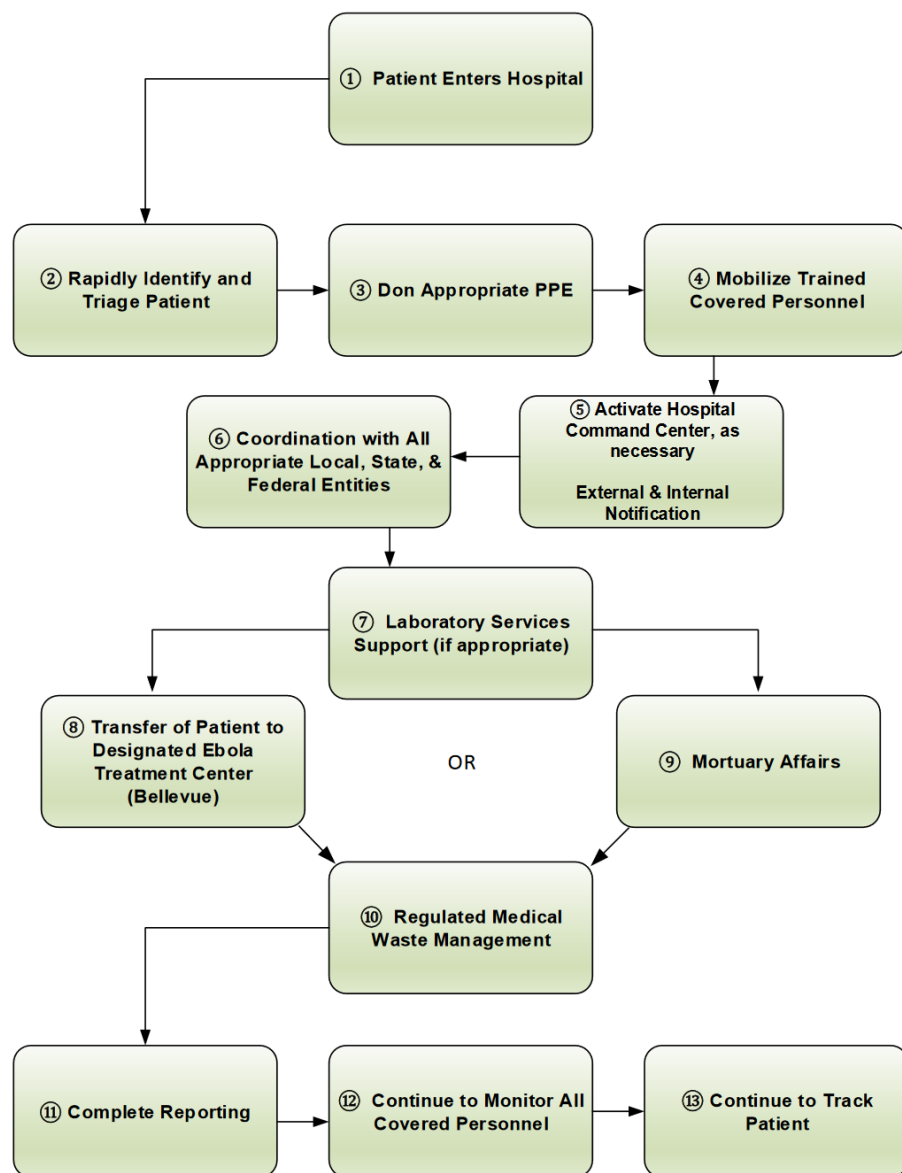 ① Patient Enters Hospital
② Rapidly Identify and
Triage Patient
③ Don Appropriate PPE
④ Mobilize Trained
Covered Personnel
⑤ Activate Hospital
Command Center, as
necessary
External & Internal
Notification
⑥ Coordination with All
Appropriate Local, State, &
Federal Entities
⑦ Laboratory Services
Support (if appropriate)
⑧ Transfer of Patient to
Designated Ebola
Treatment Center
(Bellevue)
OR
⑨ Mortuary Affairs
⑩ Regulated Medical
Waste Management
⑪ Complete Reporting
⑫ Continue to Monitor All
Covered Personnel
⑬ Continue to Track
Patient